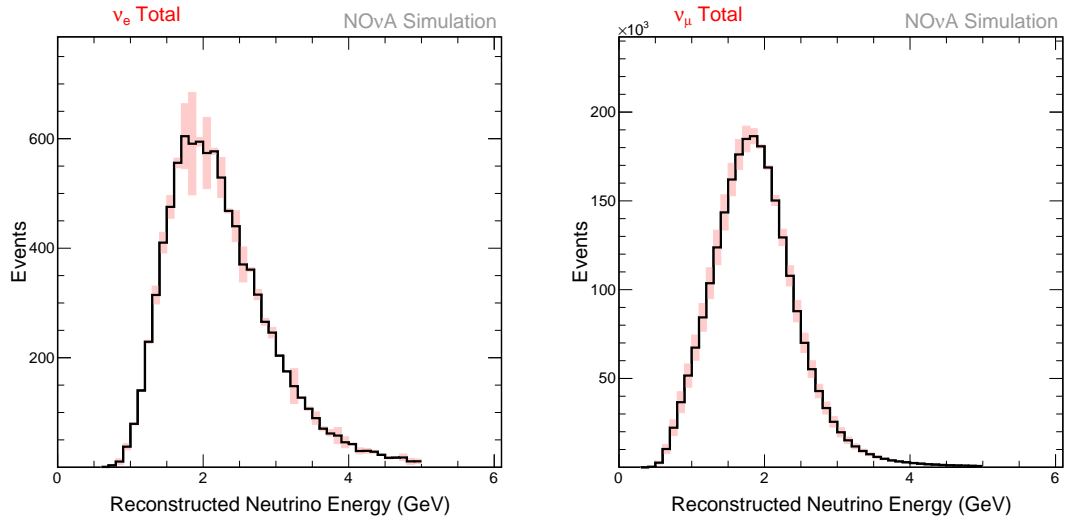 νe Total
NOνA Simulation
Events
600
400
200
0
2
4
6
Reconstructed Neutrino Energy (GeV)
νμ Total
NOνA Simulation
×10³
Events
200
150
100
50
0
2
4
6
Reconstructed Neutrino Energy (GeV)